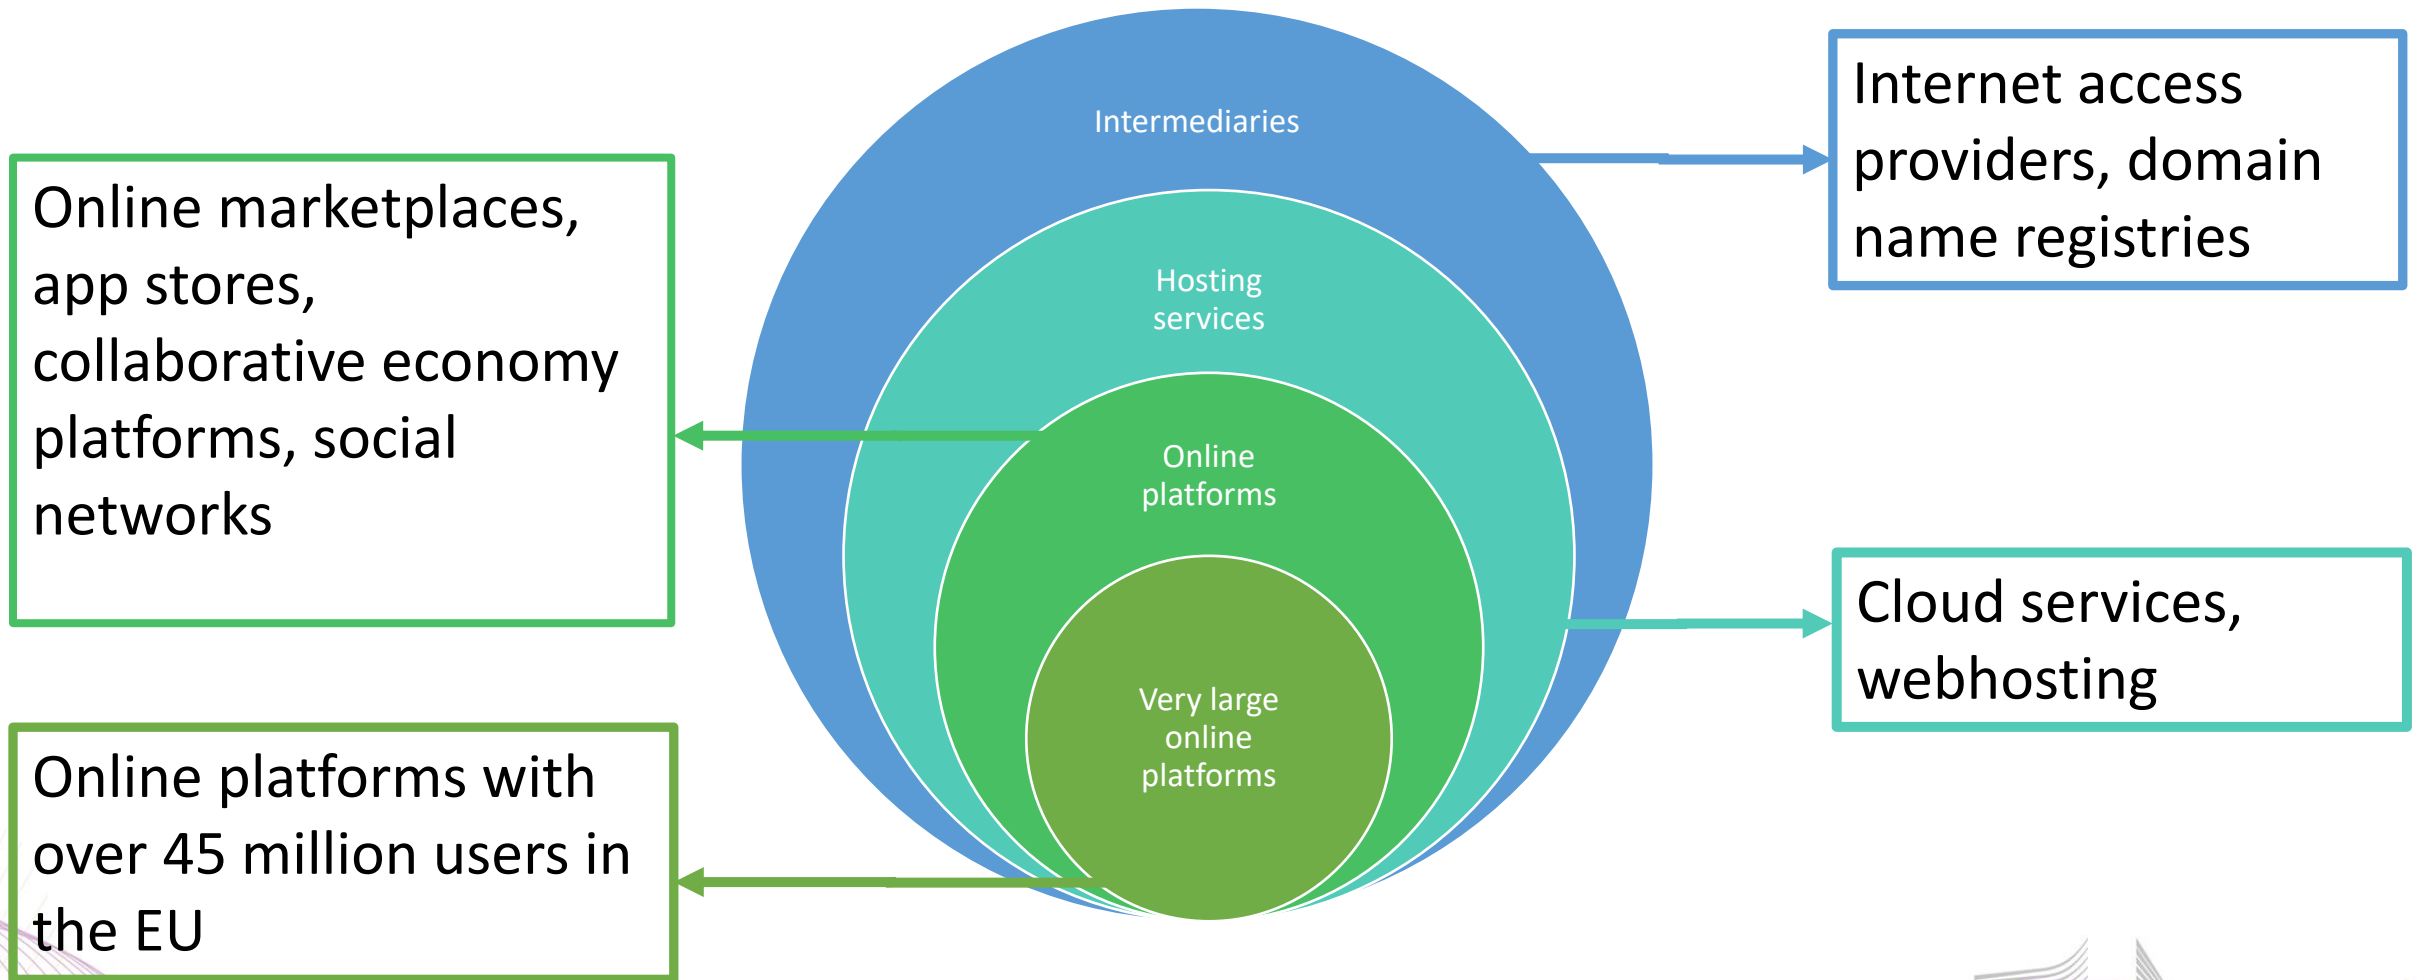 Intermediaries
Internet access
providers, domain
name registries
Online marketplaces,
app stores,
collaborative economy
platforms, social
networks
Hosting
services
Online
platforms
Cloud services,
webhosting
Very large
online
platforms
Online platforms with
over 45 million users in
the EU